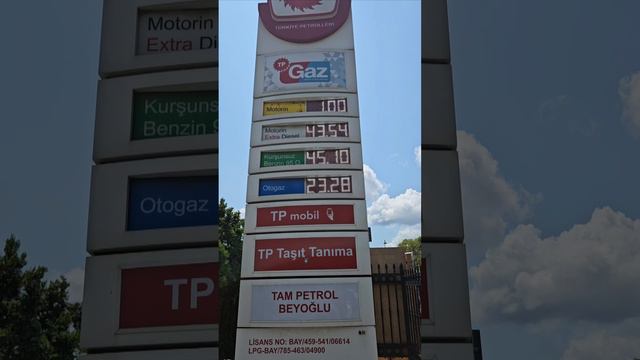 TÜRKİYE PETROLLERİ
TP Gaz
Motorin 1.00
Motorin
Extra Diesel 43.54
Kurşunsuz
Benzin 95 O 45.10
Otogaz 23.28
TP mobil
TP Taşıt Tanıma
TAM PETROL
BEYOĞLU
LİSANS NO: BAY/459-541/06614
LPG-BAY/785-463/04900
Motorin
Extra Di
Kurşuns
Benzin 9
Otogaz
TP